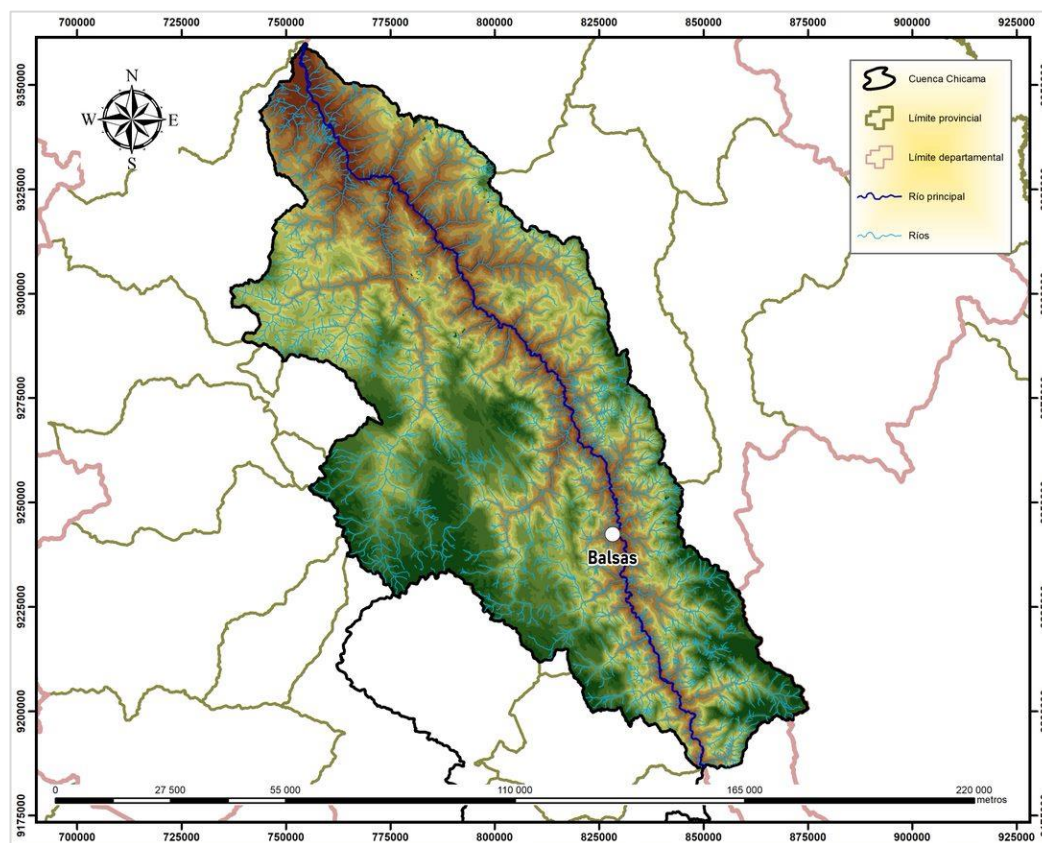 700000 725000 750000 775000 800000 825000 850000 875000 900000 925000
N
W E
S
Cuenca Chicama
Límite provincial
Límite departamental
Río principal
Ríos
9350000
9325000
9300000
9275000
9250000
9225000
9200000
9175000
Balsas
0 27 500 55 000 110 000 165 000 220 000
metros
700000 725000 750000 775000 800000 825000 850000 875000 900000 925000